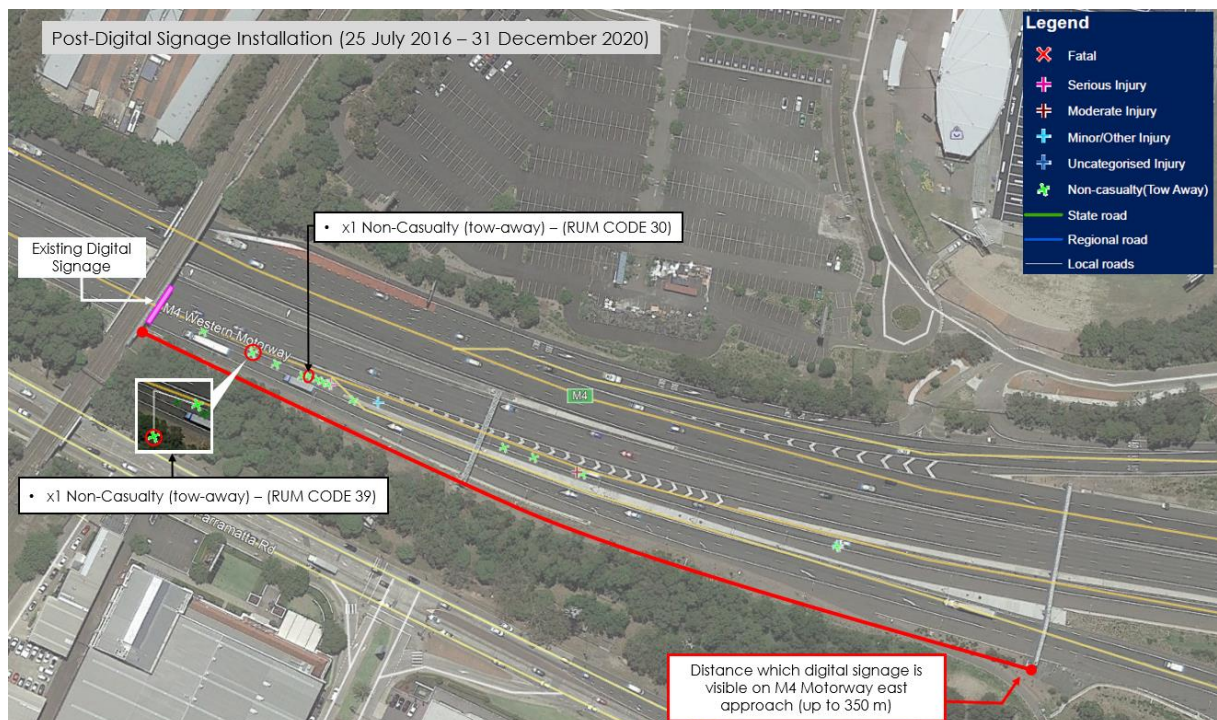 Post-Digital Signage Installation (25 July 2016 – 31 December 2020)
Legend
Fatal
Serious Injury
Moderate Injury
Minor/Other Injury
Uncategorised Injury
Non-casualty(Tow Away)
State road
Regional road
Local roads
• x1 Non-Casualty (tow-away) – (RUM CODE 30)
Existing Digital
Signage
M4 Western Motorway
M4
• x1 Non-Casualty (tow-away) – (RUM CODE 39)
arramatta Rd
Distance which digital signage is
visible on M4 Motorway east
approach (up to 350 m)